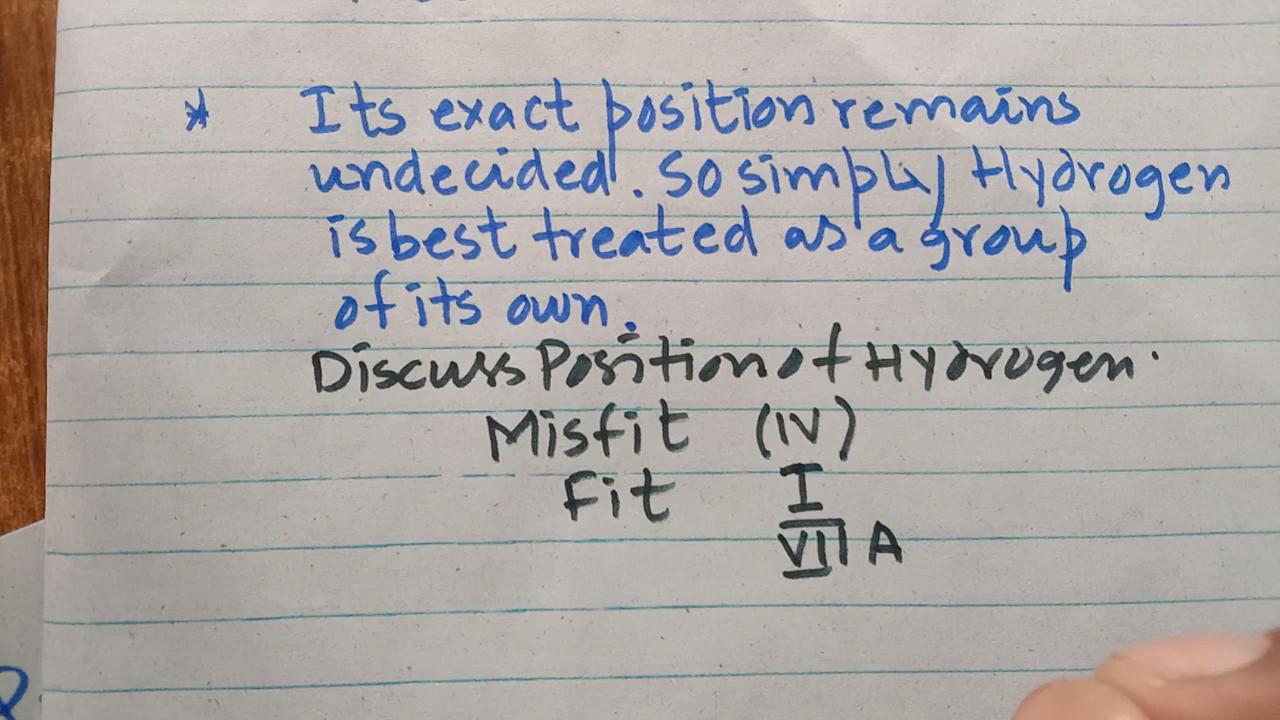 * Its exact position remains
undecided. So simply Hydrogen
is best treated as a group
of its own.
Discuss Position of Hydrogen.
Misfit (IV)
Fit I
VII A